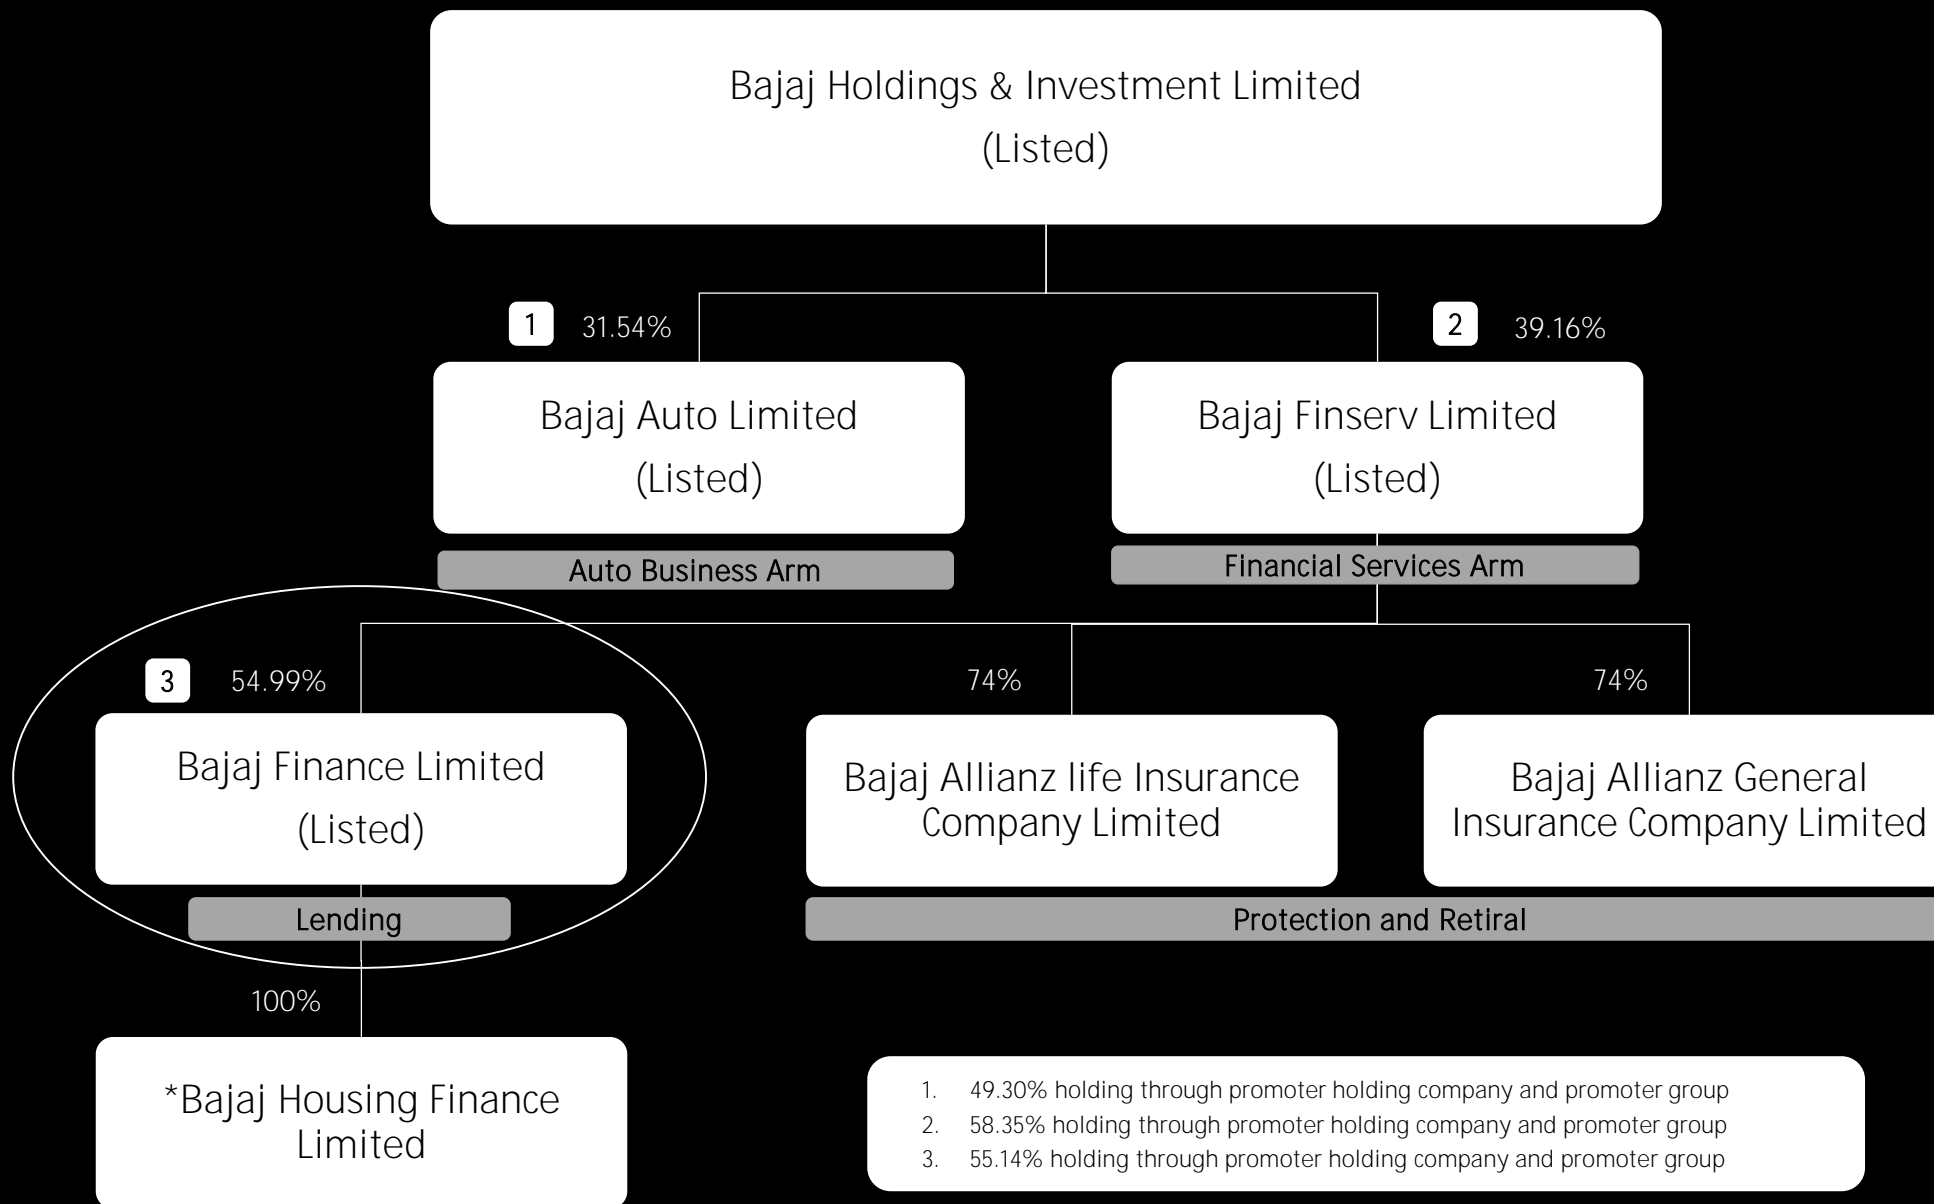 Bajaj Holdings & Investment Limited
(Listed)
1
31.54%
2
39.16%
Bajaj Auto Limited
(Listed)
Bajaj Finserv Limited
(Listed)
Auto Business Arm
Financial Services Arm
3
54.99%
74%
74%
Bajaj Finance Limited
(Listed)
Bajaj Allianz life Insurance
Company Limited
Bajaj Allianz General
Insurance Company Limited
Lending
Protection and Retiral
100%
*Bajaj Housing Finance
Limited
1. 49.30% holding through promoter holding company and promoter group
2. 58.35% holding through promoter holding company and promoter group
3. 55.14% holding through promoter holding company and promoter group